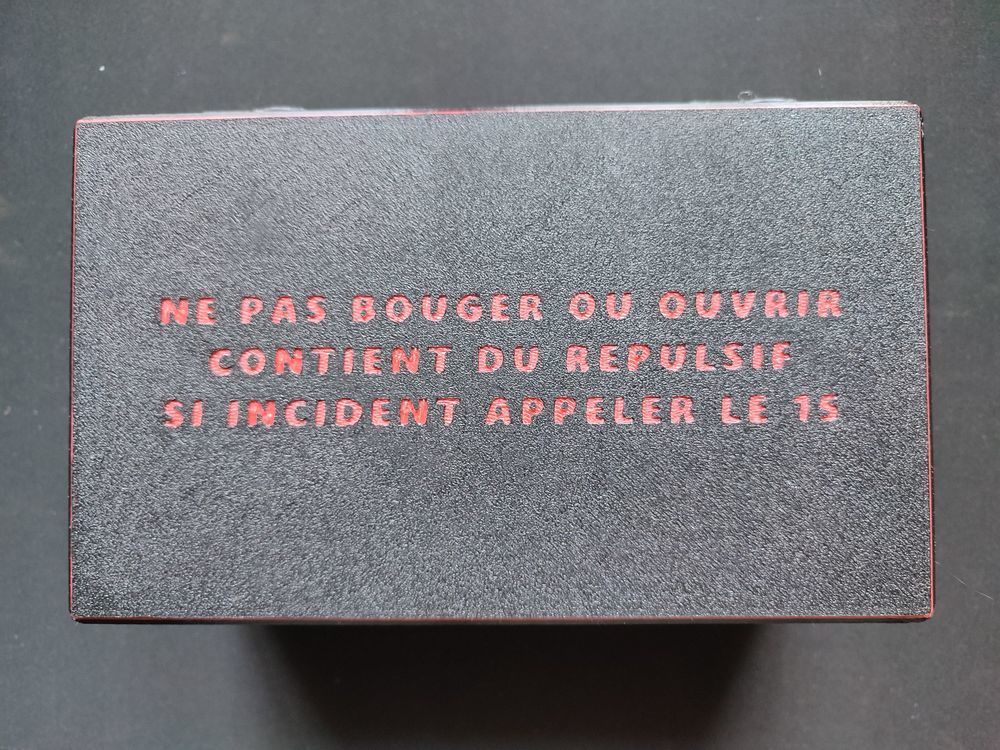 NE PAS BOUGER OU OUVRIR
CONTIENT DU REPULSIF
SI INCIDENT APPELER LE 15